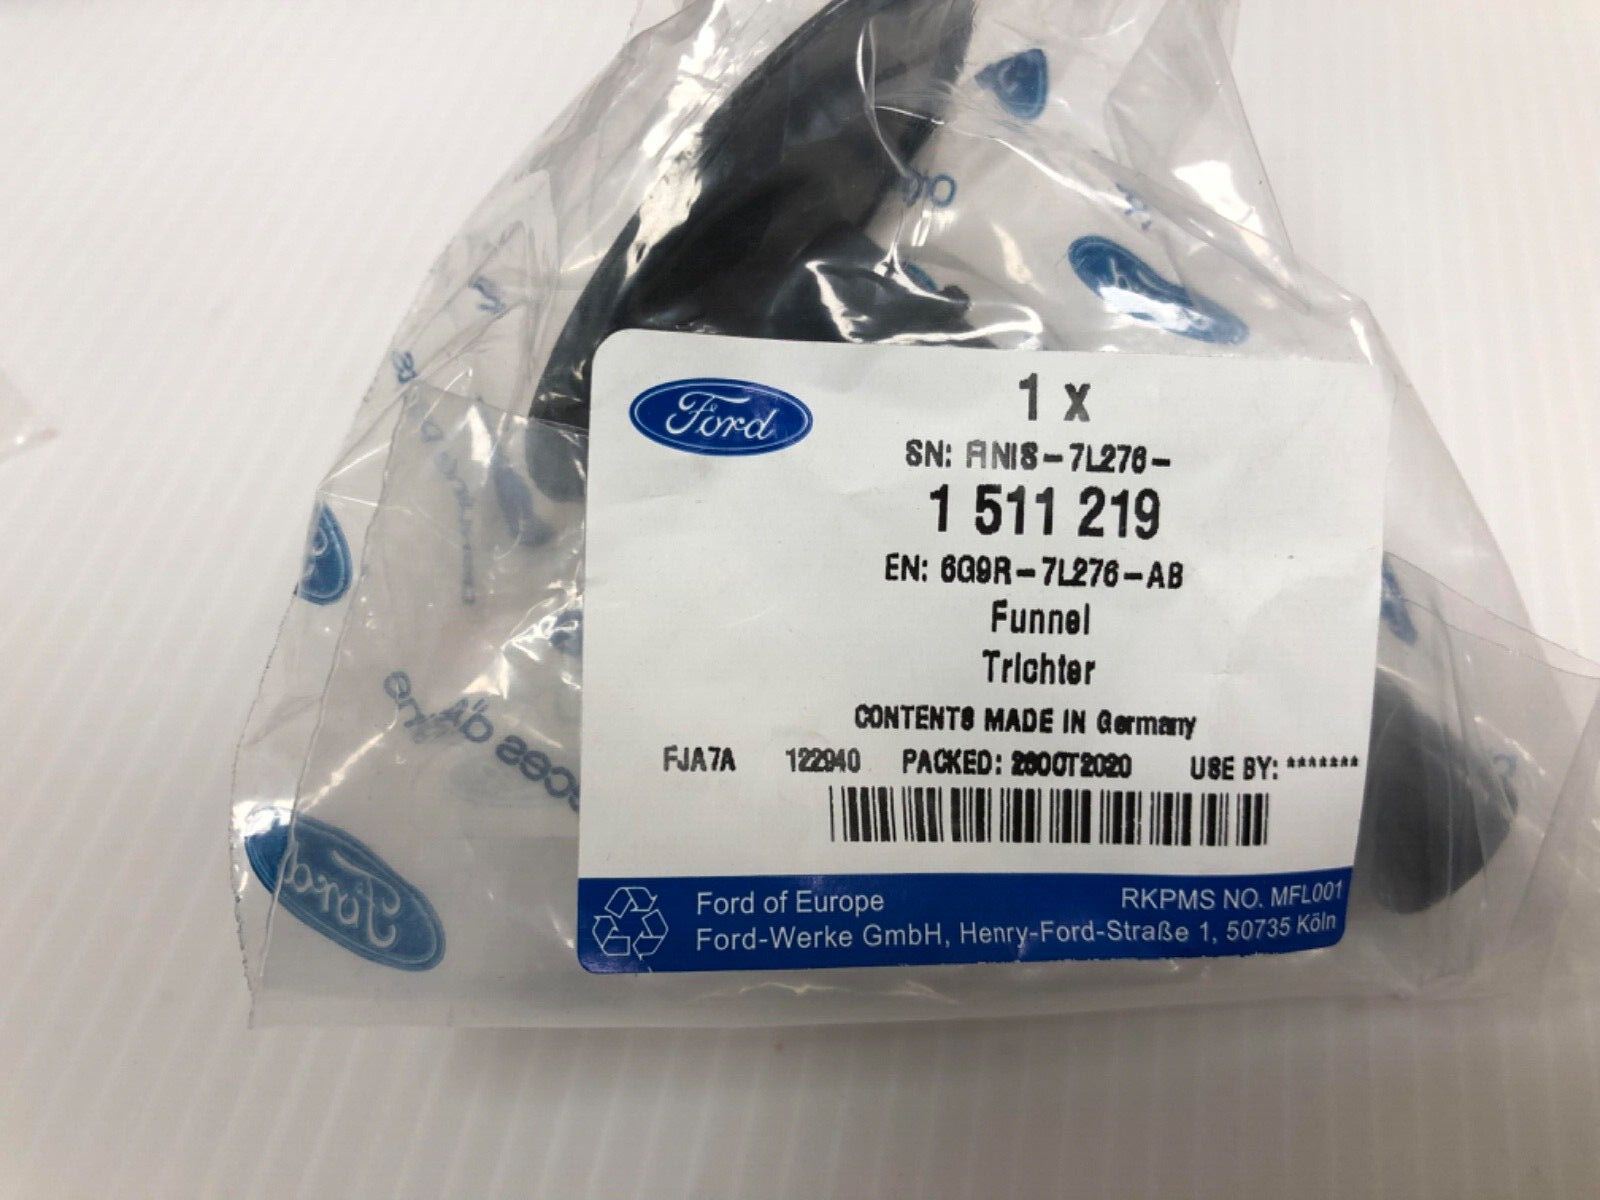 Ford
1 x
SN: FINIS-7L276-
1 511 219
EN: 6G9R-7L276-AB
Funnel
Trichter
CONTENTS MADE IN Germany
FJA7A 122940 PACKED: 26OCT2020 USE BY: *******
Ford of Europe RKPMS NO. MFL001
Ford-Werke GmbH, Henry-Ford-Straße 1, 50735 Köln
Ford